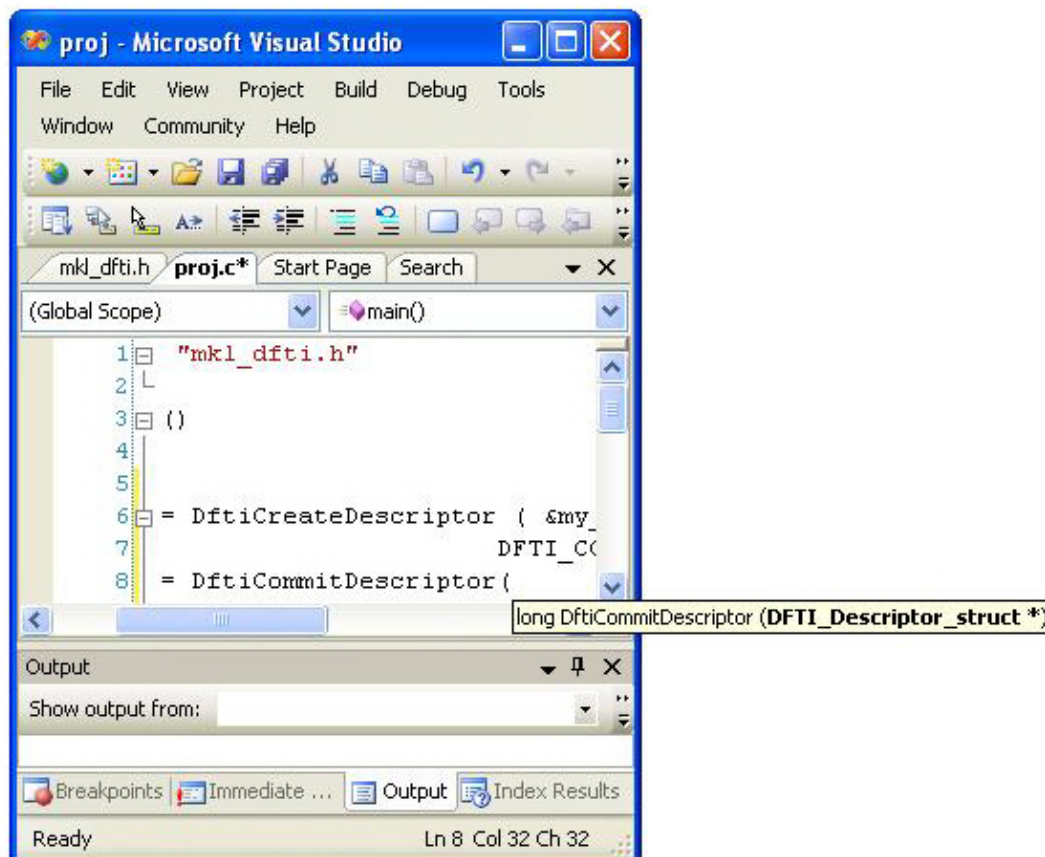 proj - Microsoft Visual Studio
File Edit View Project Build Debug Tools
Window Community Help
mkl_dfti.h proj.c* Start Page Search
(Global Scope) main()
1 "mkl_dfti.h"
2
3 ()
4
5
6 = DftiCreateDescriptor ( &my_
7 DFTI_CO
8 = DftiCommitDescriptor(
long DftiCommitDescriptor (DFTI_Descriptor_struct *)
Output
Show output from:
Breakpoints Immediate ... Output Index Results
Ready Ln 8 Col 32 Ch 32